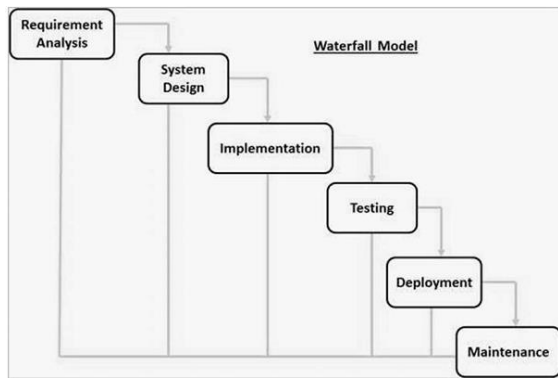 Requirement
Analysis
Waterfall Model
System
Design
Implementation
Testing
Deployment
Maintenance